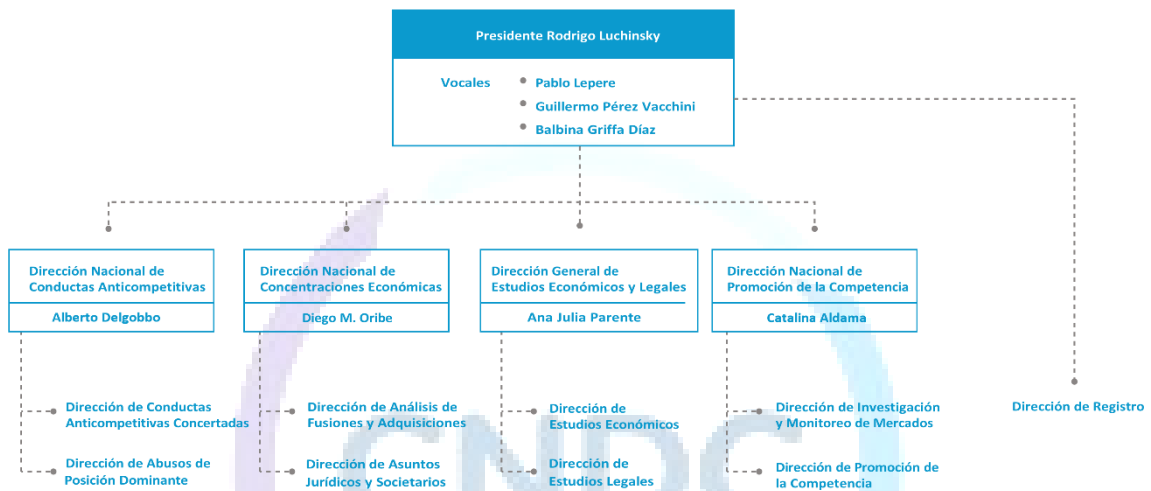 Presidente Rodrigo Luchinsky
Vocales
Pablo Lepere
Guillermo Pérez Vacchini
Balbina Griffa Díaz
Dirección Nacional de
Conductas Anticompetitivas
Alberto Delgobbo
Dirección Nacional de
Concentraciones Económicas
Diego M. Oribe
Dirección General de
Estudios Económicos y Legales
Ana Julia Parente
Dirección Nacional de
Promoción de la Competencia
Catalina Aldama
Dirección de Conductas
Anticompetitivas Concertadas
Dirección de Abusos de
Posición Dominante
Dirección de Análisis de
Fusiones y Adquisiciones
Dirección de Asuntos
Jurídicos y Societarios
Dirección de
Estudios Económicos
Dirección de
Estudios Legales
Dirección de Investigación
y Monitoreo de Mercados
Dirección de Promoción de
la Competencia
Dirección de Registro
CNDC